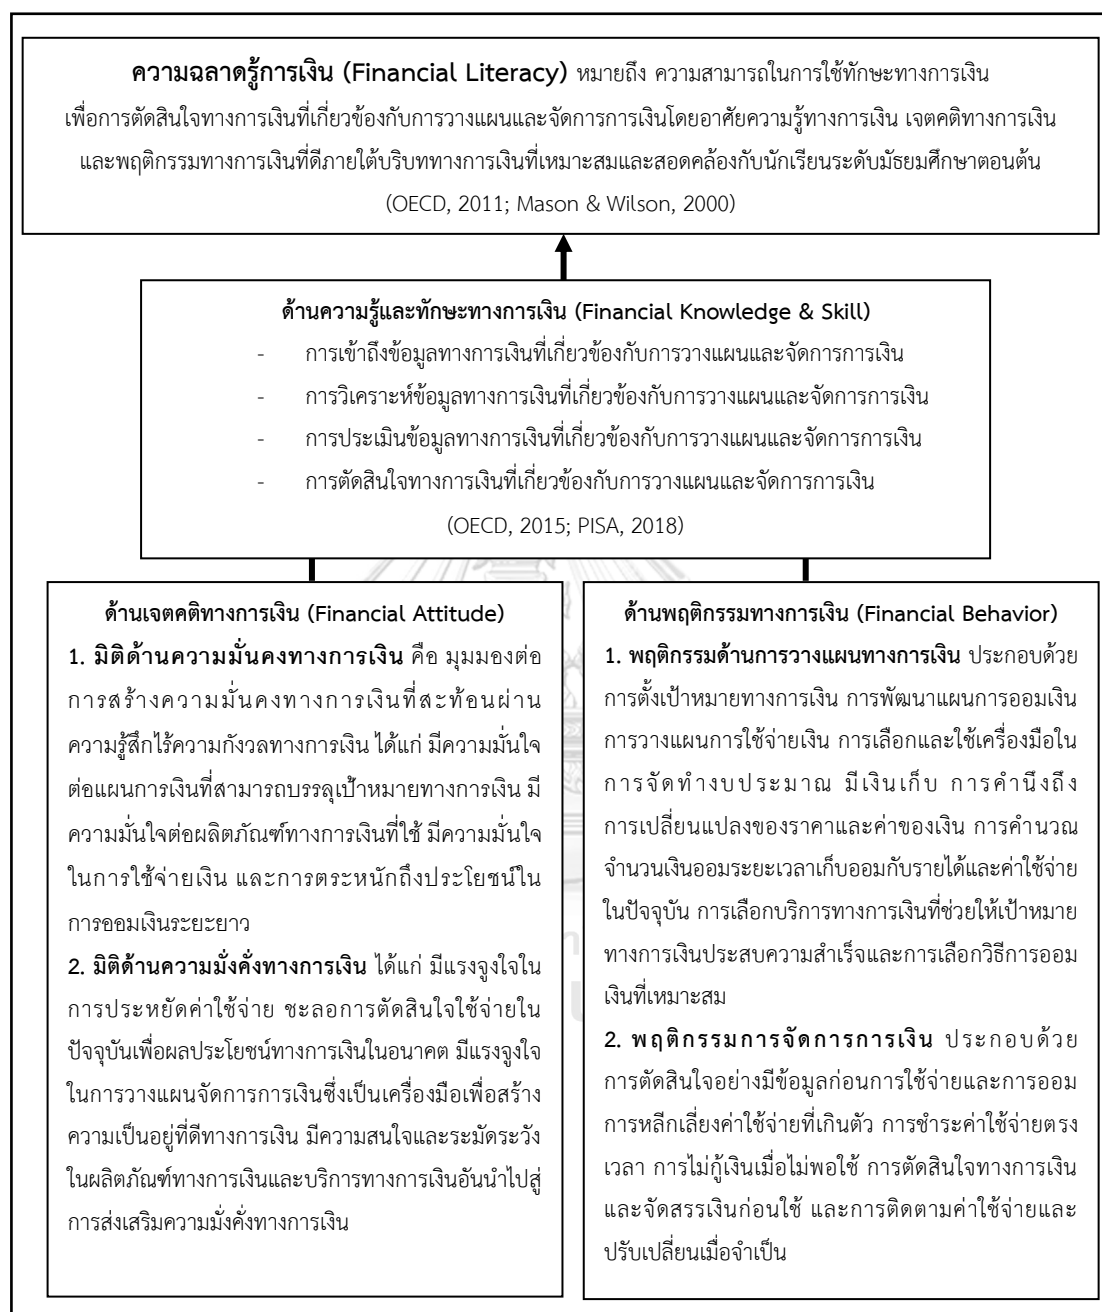 ความฉลาดรู้การเงิน (Financial Literacy) หมายถึง ความสามารถในการใช้ทักษะทางการเงิน
เพื่อการตัดสินใจทางการเงินที่เกี่ยวข้องกับการวางแผนและจัดการการเงินโดยอาศัยความรู้ทางการเงิน เจตคติทางการเงิน
และพฤติกรรมทางการเงินที่ดีภายใต้บริบททางการเงินที่เหมาะสมและสอดคล้องกับนักเรียนระดับมัธยมศึกษาตอนต้น
(OECD, 2011; Mason & Wilson, 2000)
ด้านความรู้และทักษะทางการเงิน (Financial Knowledge & Skill)
- การเข้าถึงข้อมูลทางการเงินที่เกี่ยวข้องกับการวางแผนและจัดการการเงิน
- การวิเคราะห์ข้อมูลทางการเงินที่เกี่ยวข้องกับการวางแผนและจัดการการเงิน
- การประเมินข้อมูลทางการเงินที่เกี่ยวข้องกับการวางแผนและจัดการการเงิน
- การตัดสินใจทางการเงินที่เกี่ยวข้องกับการวางแผนและจัดการการเงิน
(OECD, 2015; PISA, 2018)
ด้านเจตคติทางการเงิน (Financial Attitude)
1. มิติด้านความมั่นคงทางการเงิน คือ มุมมองต่อ
การสร้างความมั่นคงทางการเงินที่สะท้อนผ่าน
ความรู้สึกไร้ความกังวลทางการเงิน ได้แก่ มีความมั่นใจ
ต่อแผนการเงินที่สามารถบรรลุเป้าหมายทางการเงิน มี
ความมั่นใจต่อผลิตภัณฑ์ทางการเงินที่ใช้ มีความมั่นใจ
ในการใช้จ่ายเงิน และการตระหนักถึงประโยชน์ใน
การออมเงินระยะยาว
2. มิติด้านความมั่งคั่งทางการเงิน ได้แก่ มีแรงจูงใจใน
การประหยัดค่าใช้จ่าย ชะลอการตัดสินใจใช้จ่ายใน
ปัจจุบันเพื่อผลประโยชน์ทางการเงินในอนาคต มีแรงจูงใจ
ในการวางแผนจัดการการเงินซึ่งเป็นเครื่องมือเพื่อสร้าง
ความเป็นอยู่ที่ดีทางการเงิน มีความสนใจและระมัดระวัง
ในผลิตภัณฑ์ทางการเงินและบริการทางการเงินอันนำไปสู่
การส่งเสริมความมั่งคั่งทางการเงิน
ด้านพฤติกรรมทางการเงิน (Financial Behavior)
1. พฤติกรรมด้านการวางแผนทางการเงิน ประกอบด้วย
การตั้งเป้าหมายทางการเงิน การพัฒนาแผนการออมเงิน
การวางแผนการใช้จ่ายเงิน การเลือกและใช้เครื่องมือใน
การจัดทำงบประมาณ มีเงินเก็บ การคำนึงถึง
การเปลี่ยนแปลงของราคาและค่าของเงิน การคำนวณ
จำนวนเงินออมระยะเวลาเก็บออมกับรายได้และค่าใช้จ่าย
ในปัจจุบัน การเลือกบริการทางการเงินที่ช่วยให้เป้าหมาย
ทางการเงินประสบความสำเร็จและการเลือกวิธีการออม
เงินที่เหมาะสม
2. พฤติกรรมการจัดการการเงิน ประกอบด้วย
การตัดสินใจอย่างมีข้อมูลก่อนการใช้จ่ายและการออม
การหลีกเลี่ยงค่าใช้จ่ายที่เกินตัว การชำระค่าใช้จ่ายตรง
เวลา การไม่กู้เงินเมื่อไม่พอใช้ การตัดสินใจทางการเงิน
และจัดสรรเงินก่อนใช้ และการติดตามค่าใช้จ่ายและ
ปรับเปลี่ยนเมื่อจำเป็น